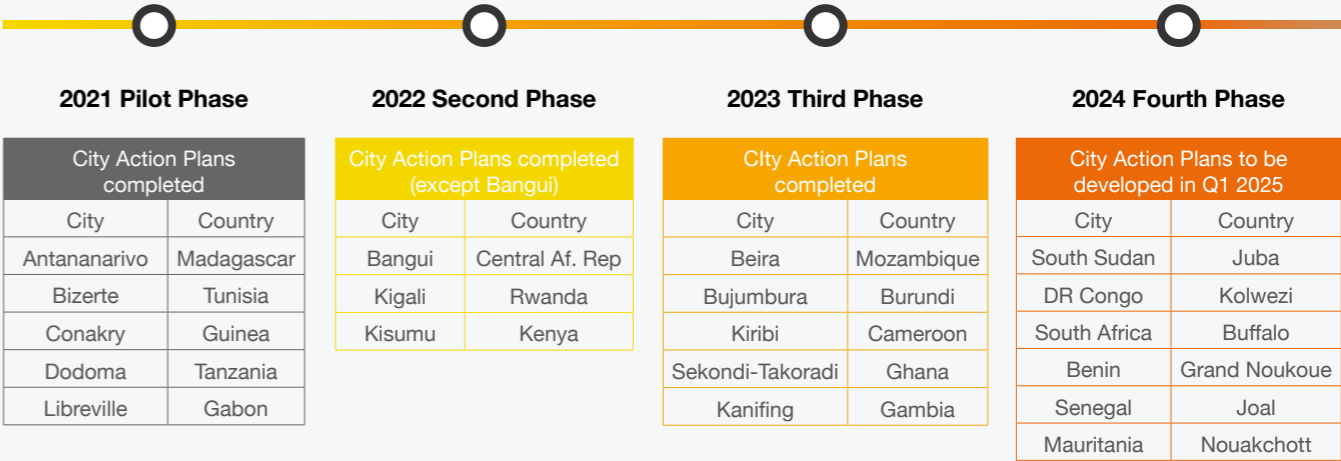 2021 Pilot Phase
City Action Plans
completed
City Country
Antananarivo Madagascar
Bizerte Tunisia
Conakry Guinea
Dodoma Tanzania
Libreville Gabon
2022 Second Phase
City Action Plans completed
(except Bangui)
City Country
Bangui Central Af. Rep
Kigali Rwanda
Kisumu Kenya
2023 Third Phase
CIty Action Plans
completed
City Country
Beira Mozambique
Bujumbura Burundi
Kiribi Cameroon
Sekondi-Takoradi Ghana
Kanifing Gambia
2024 Fourth Phase
City Action Plans to be
developed in Q1 2025
City Country
South Sudan Juba
DR Congo Kolwezi
South Africa Buffalo
Benin Grand Noukoue
Senegal Joal
Mauritania Nouakchott